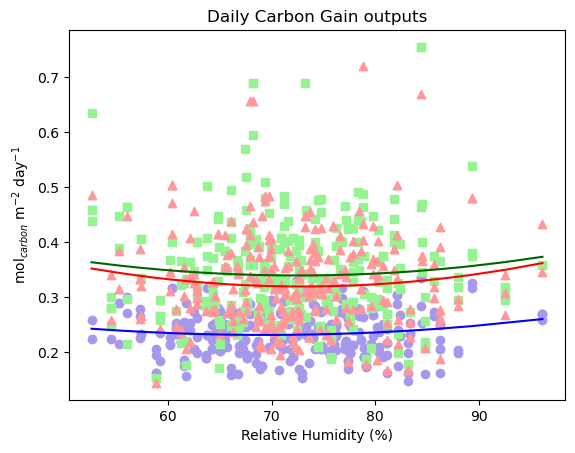 Daily Carbon Gain outputs
mol_{carbon} m^{-2} day^{-1}
0.7
0.6
0.5
0.4
0.3
0.2
60 70 80 90
Relative Humidity (%)